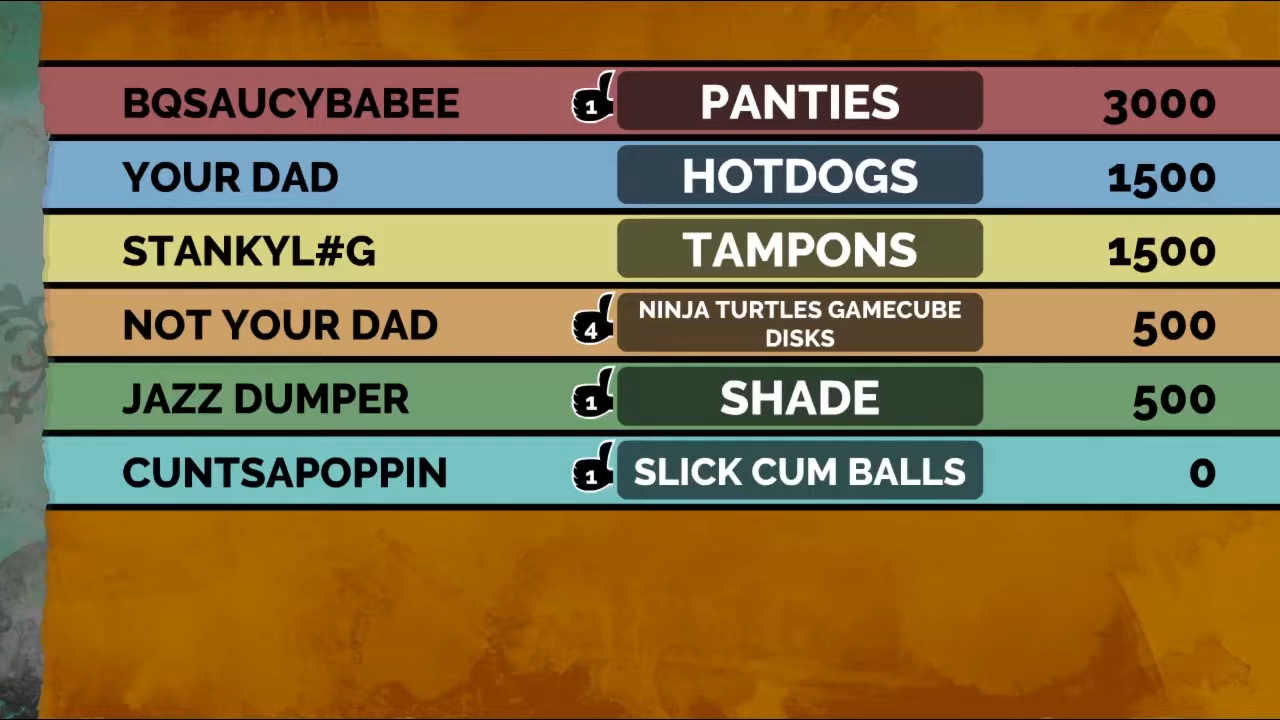 BQSAUCYBABEE 1 PANTIES 3000
YOUR DAD HOTDOGS 1500
STANKYL#G TAMPONS 1500
NOT YOUR DAD 4 NINJA TURTLES GAMECUBE DISKS 500
JAZZ DUMPER 1 SHADE 500
CUNTSAPOPPIN 1 SLICK CUM BALLS 0